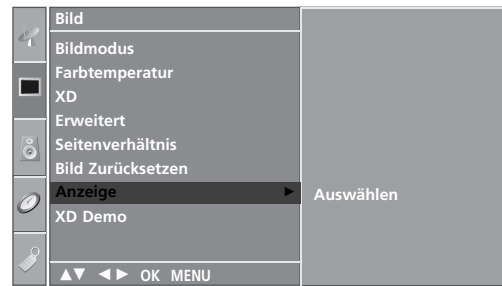 Bild
Bildmodus
Farbtemperatur
XD
Erweitert
Seitenverhältnis
Bild Zurücksetzen
Anzeige ► Auswählen
XD Demo
▲▼ ◄► OK MENU